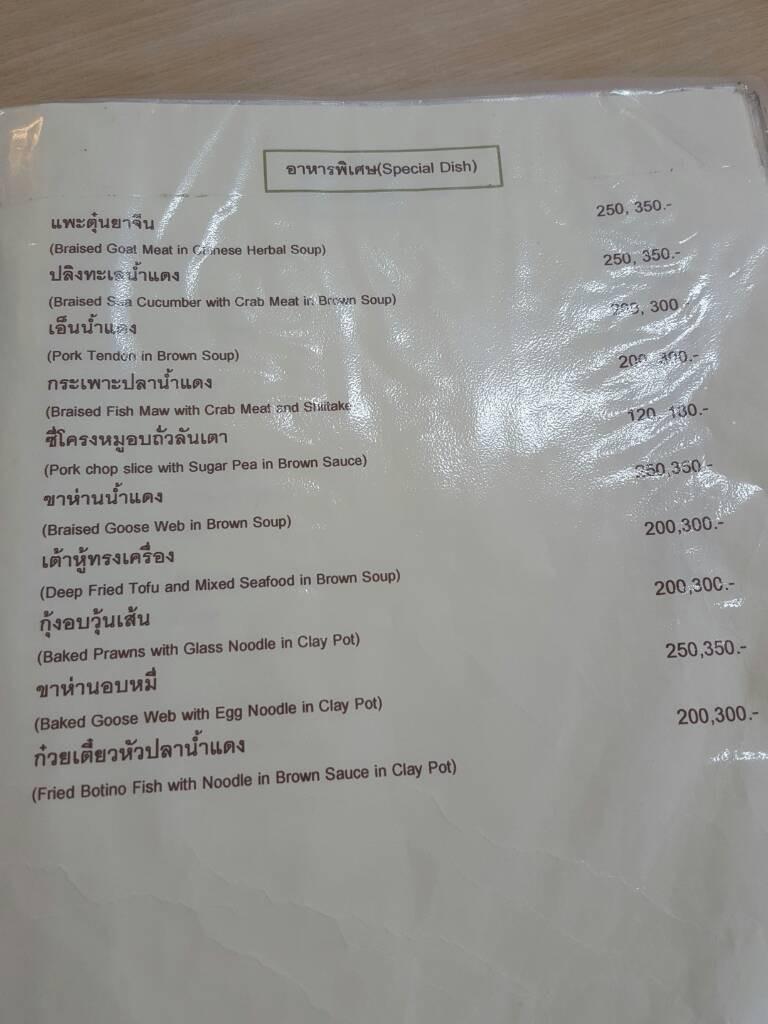 อาหารพิเศษ(Special Dish)
แพะตุ๋นยาจีน 250, 350.-
(Braised Goat Meat in Chinese Herbal Soup)
ปลิงทะเลน้ำแดง 250, 350.-
(Braised Sea Cucumber with Crab Meat in Brown Soup)
เอ็นน้ำแดง 300.-
(Pork Tendon in Brown Soup)
กระเพาะปลาน้ำแดง 200,
(Braised Fish Maw with Crab Meat and Shiitake
ซี่โครงหมูอบถั่วลันเตา 120,
(Pork chop slice with Sugar Pea in Brown Sauce)
ขาห่านน้ำแดง 250,350.-
(Braised Goose Web in Brown Soup)
เต้าหู้ทรงเครื่อง 200,300.-
(Deep Fried Tofu and Mixed Seafood in Brown Soup)
กุ้งอบวุ้นเส้น 200,300.-
(Baked Prawns with Glass Noodle in Clay Pot)
ขาห่านอบหมี่ 250,350.-
(Baked Goose Web with Egg Noodle in Clay Pot)
ก๋วยเตี๋ยวหัวปลาน้ำแดง 200,300.-
(Fried Botino Fish with Noodle in Brown Sauce in Clay Pot)